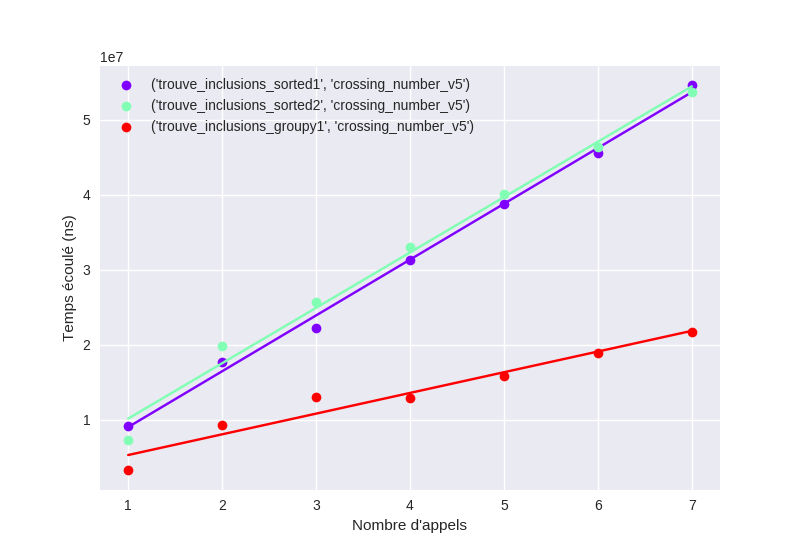 1e7
('trouve_inclusions_sorted1', 'crossing_number_v5')
('trouve_inclusions_sorted2', 'crossing_number_v5')
('trouve_inclusions_groupy1', 'crossing_number_v5')
5
4
3
2
1
Temps écoulé (ns)
1 2 3 4 5 6 7
Nombre d'appels